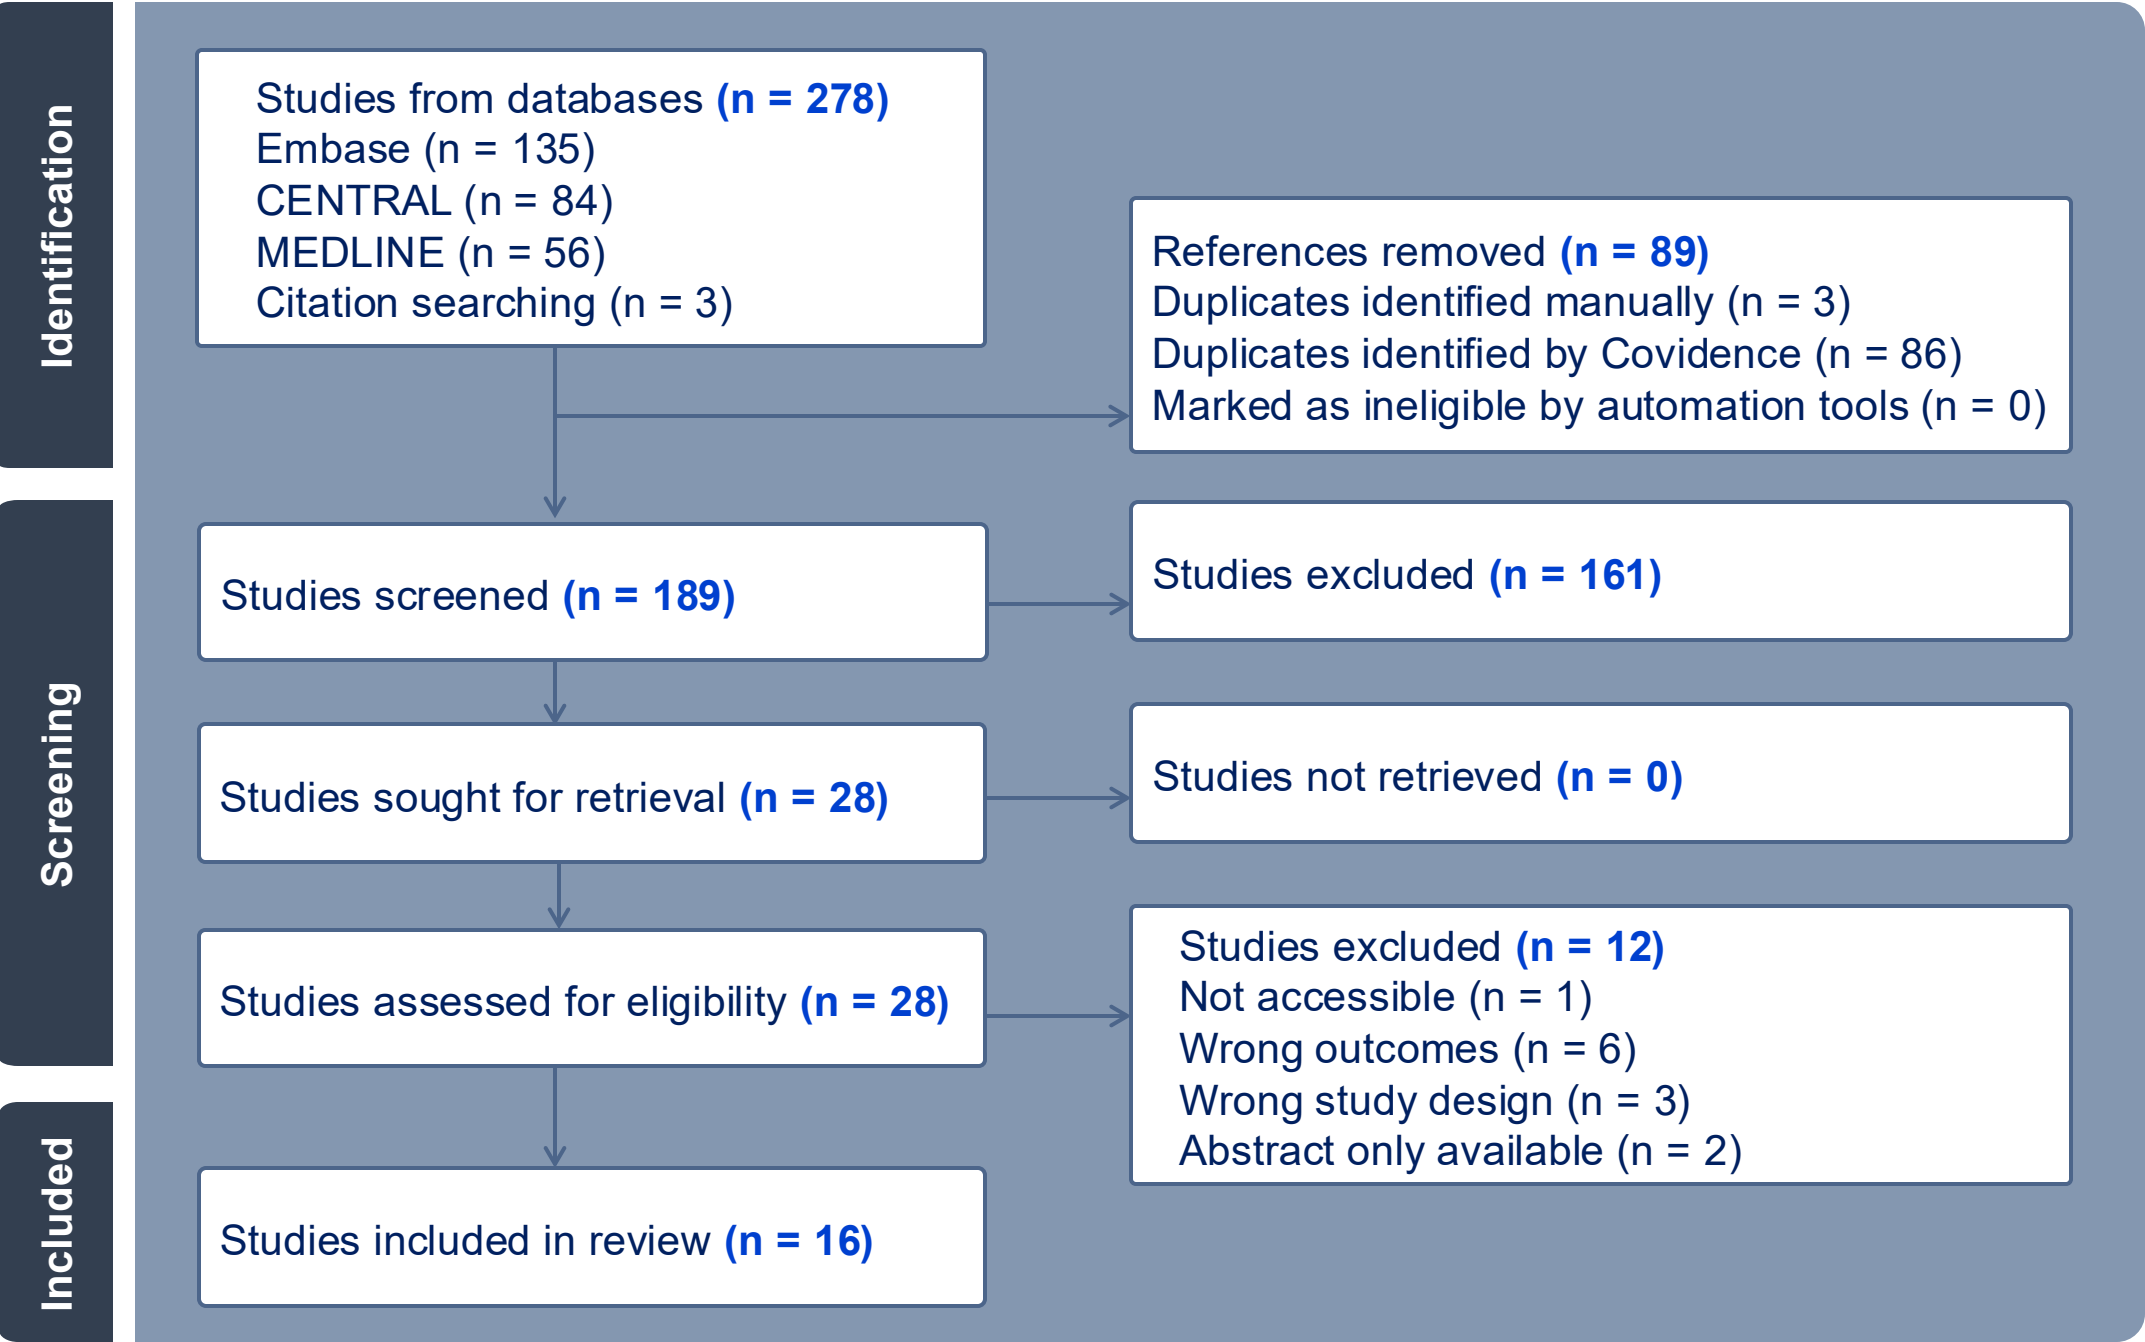 Identification
Studies from databases (n = 278)
Embase (n = 135)
CENTRAL (n = 84)
MEDLINE (n = 56)
Citation searching (n = 3)
References removed (n = 89)
Duplicates identified manually (n = 3)
Duplicates identified by Covidence (n = 86)
Marked as ineligible by automation tools (n = 0)
Screening
Studies screened (n = 189)
Studies excluded (n = 161)
Studies sought for retrieval (n = 28)
Studies not retrieved (n = 0)
Studies assessed for eligibility (n = 28)
Studies excluded (n = 12)
Not accessible (n = 1)
Wrong outcomes (n = 6)
Wrong study design (n = 3)
Abstract only available (n = 2)
Included
Studies included in review (n = 16)